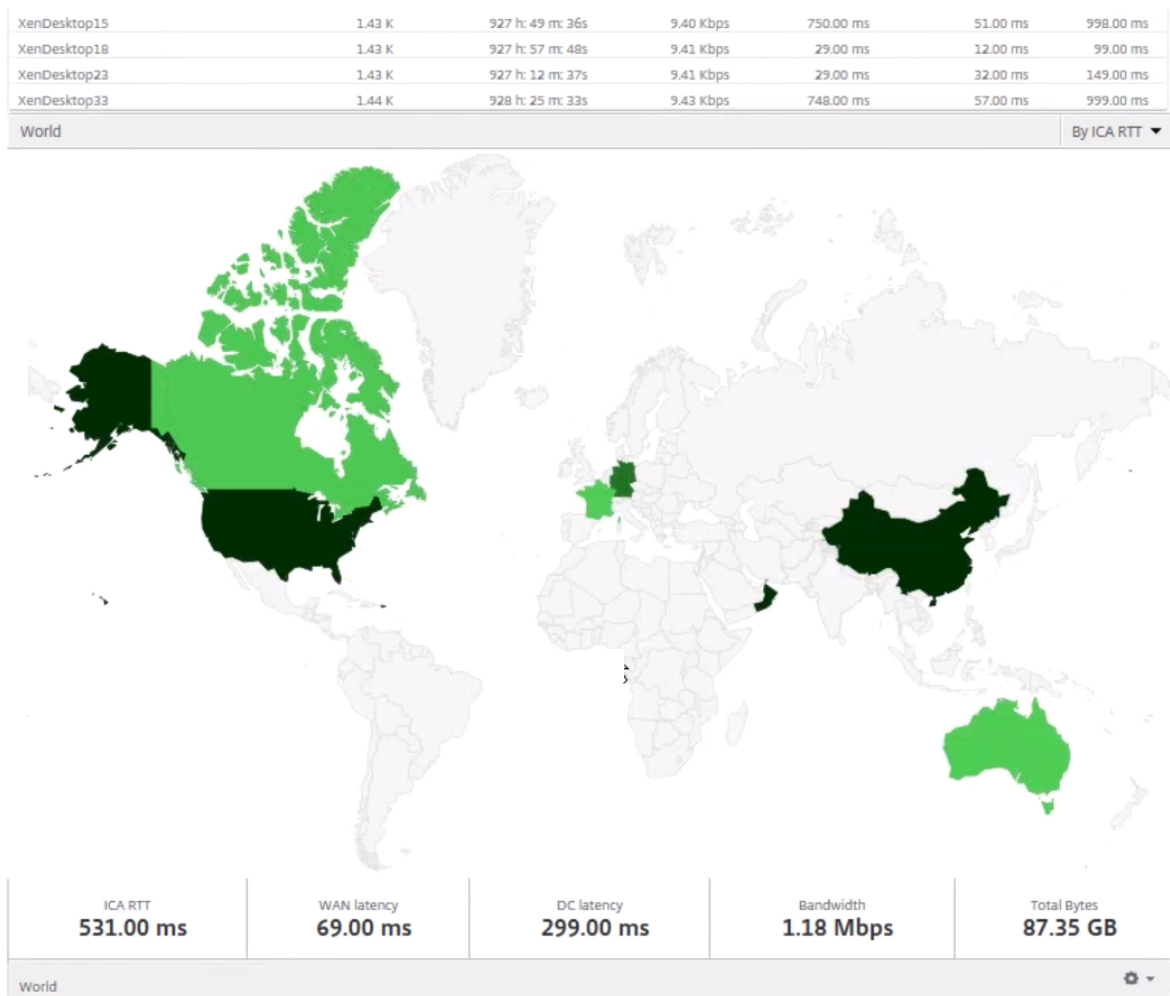 XenDesktop15 1.43 K 927 h: 49 m: 36s 9.40 Kbps 750.00 ms 51.00 ms 998.00 ms
XenDesktop18 1.43 K 927 h: 57 m: 48s 9.41 Kbps 29.00 ms 12.00 ms 99.00 ms
XenDesktop23 1.43 K 927 h: 12 m: 37s 9.41 Kbps 29.00 ms 32.00 ms 149.00 ms
XenDesktop33 1.44 K 928 h: 25 m: 33s 9.43 Kbps 748.00 ms 57.00 ms 999.00 ms
World By ICA RTT
ICA RTT WAN latency DC latency Bandwidth Total Bytes
531.00 ms 69.00 ms 299.00 ms 1.18 Mbps 87.35 GB
World